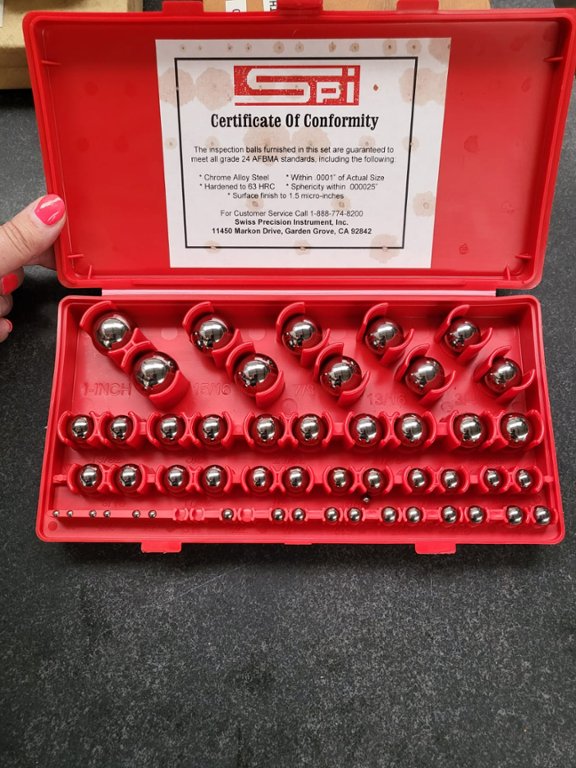 Spi
Certificate Of Conformity
The inspection balls furnished in this set are guaranteed to
meet all grade 24 AFBMA standards, including the following:
* Chrome Alloy Steel * Within .0001" of Actual Size
* Hardened to 63 HRC * Sphericity within .000025"
* Surface finish to 1.5 micro-inches
For Customer Service Call 1-888-774-8200
Swiss Precision Instrument, Inc.
11450 Markon Drive, Garden Grove, CA 92842
1-INCH 15/16 7/8 13/16